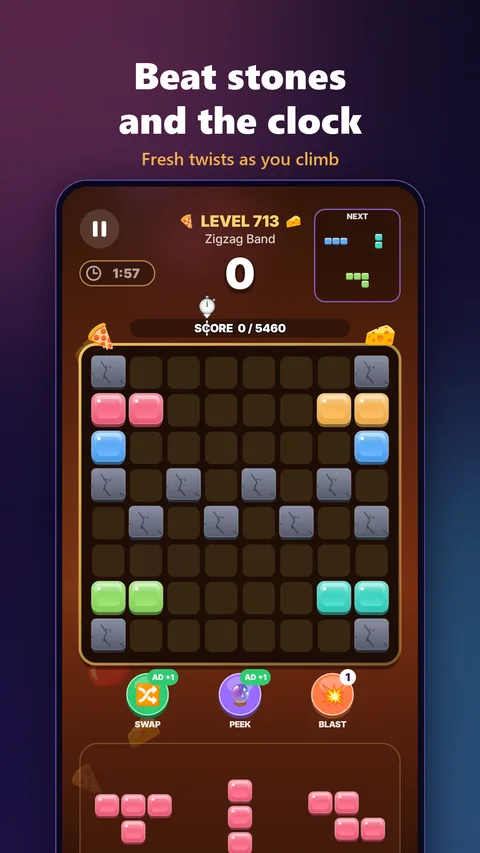 Beat stones
and the clock
Fresh twists as you climb
LEVEL 713
Zigzag Band
NEXT
1:57
0
SCORE 0 / 5460
AD +1
AD +1
1
SWAP
PEEK
BLAST